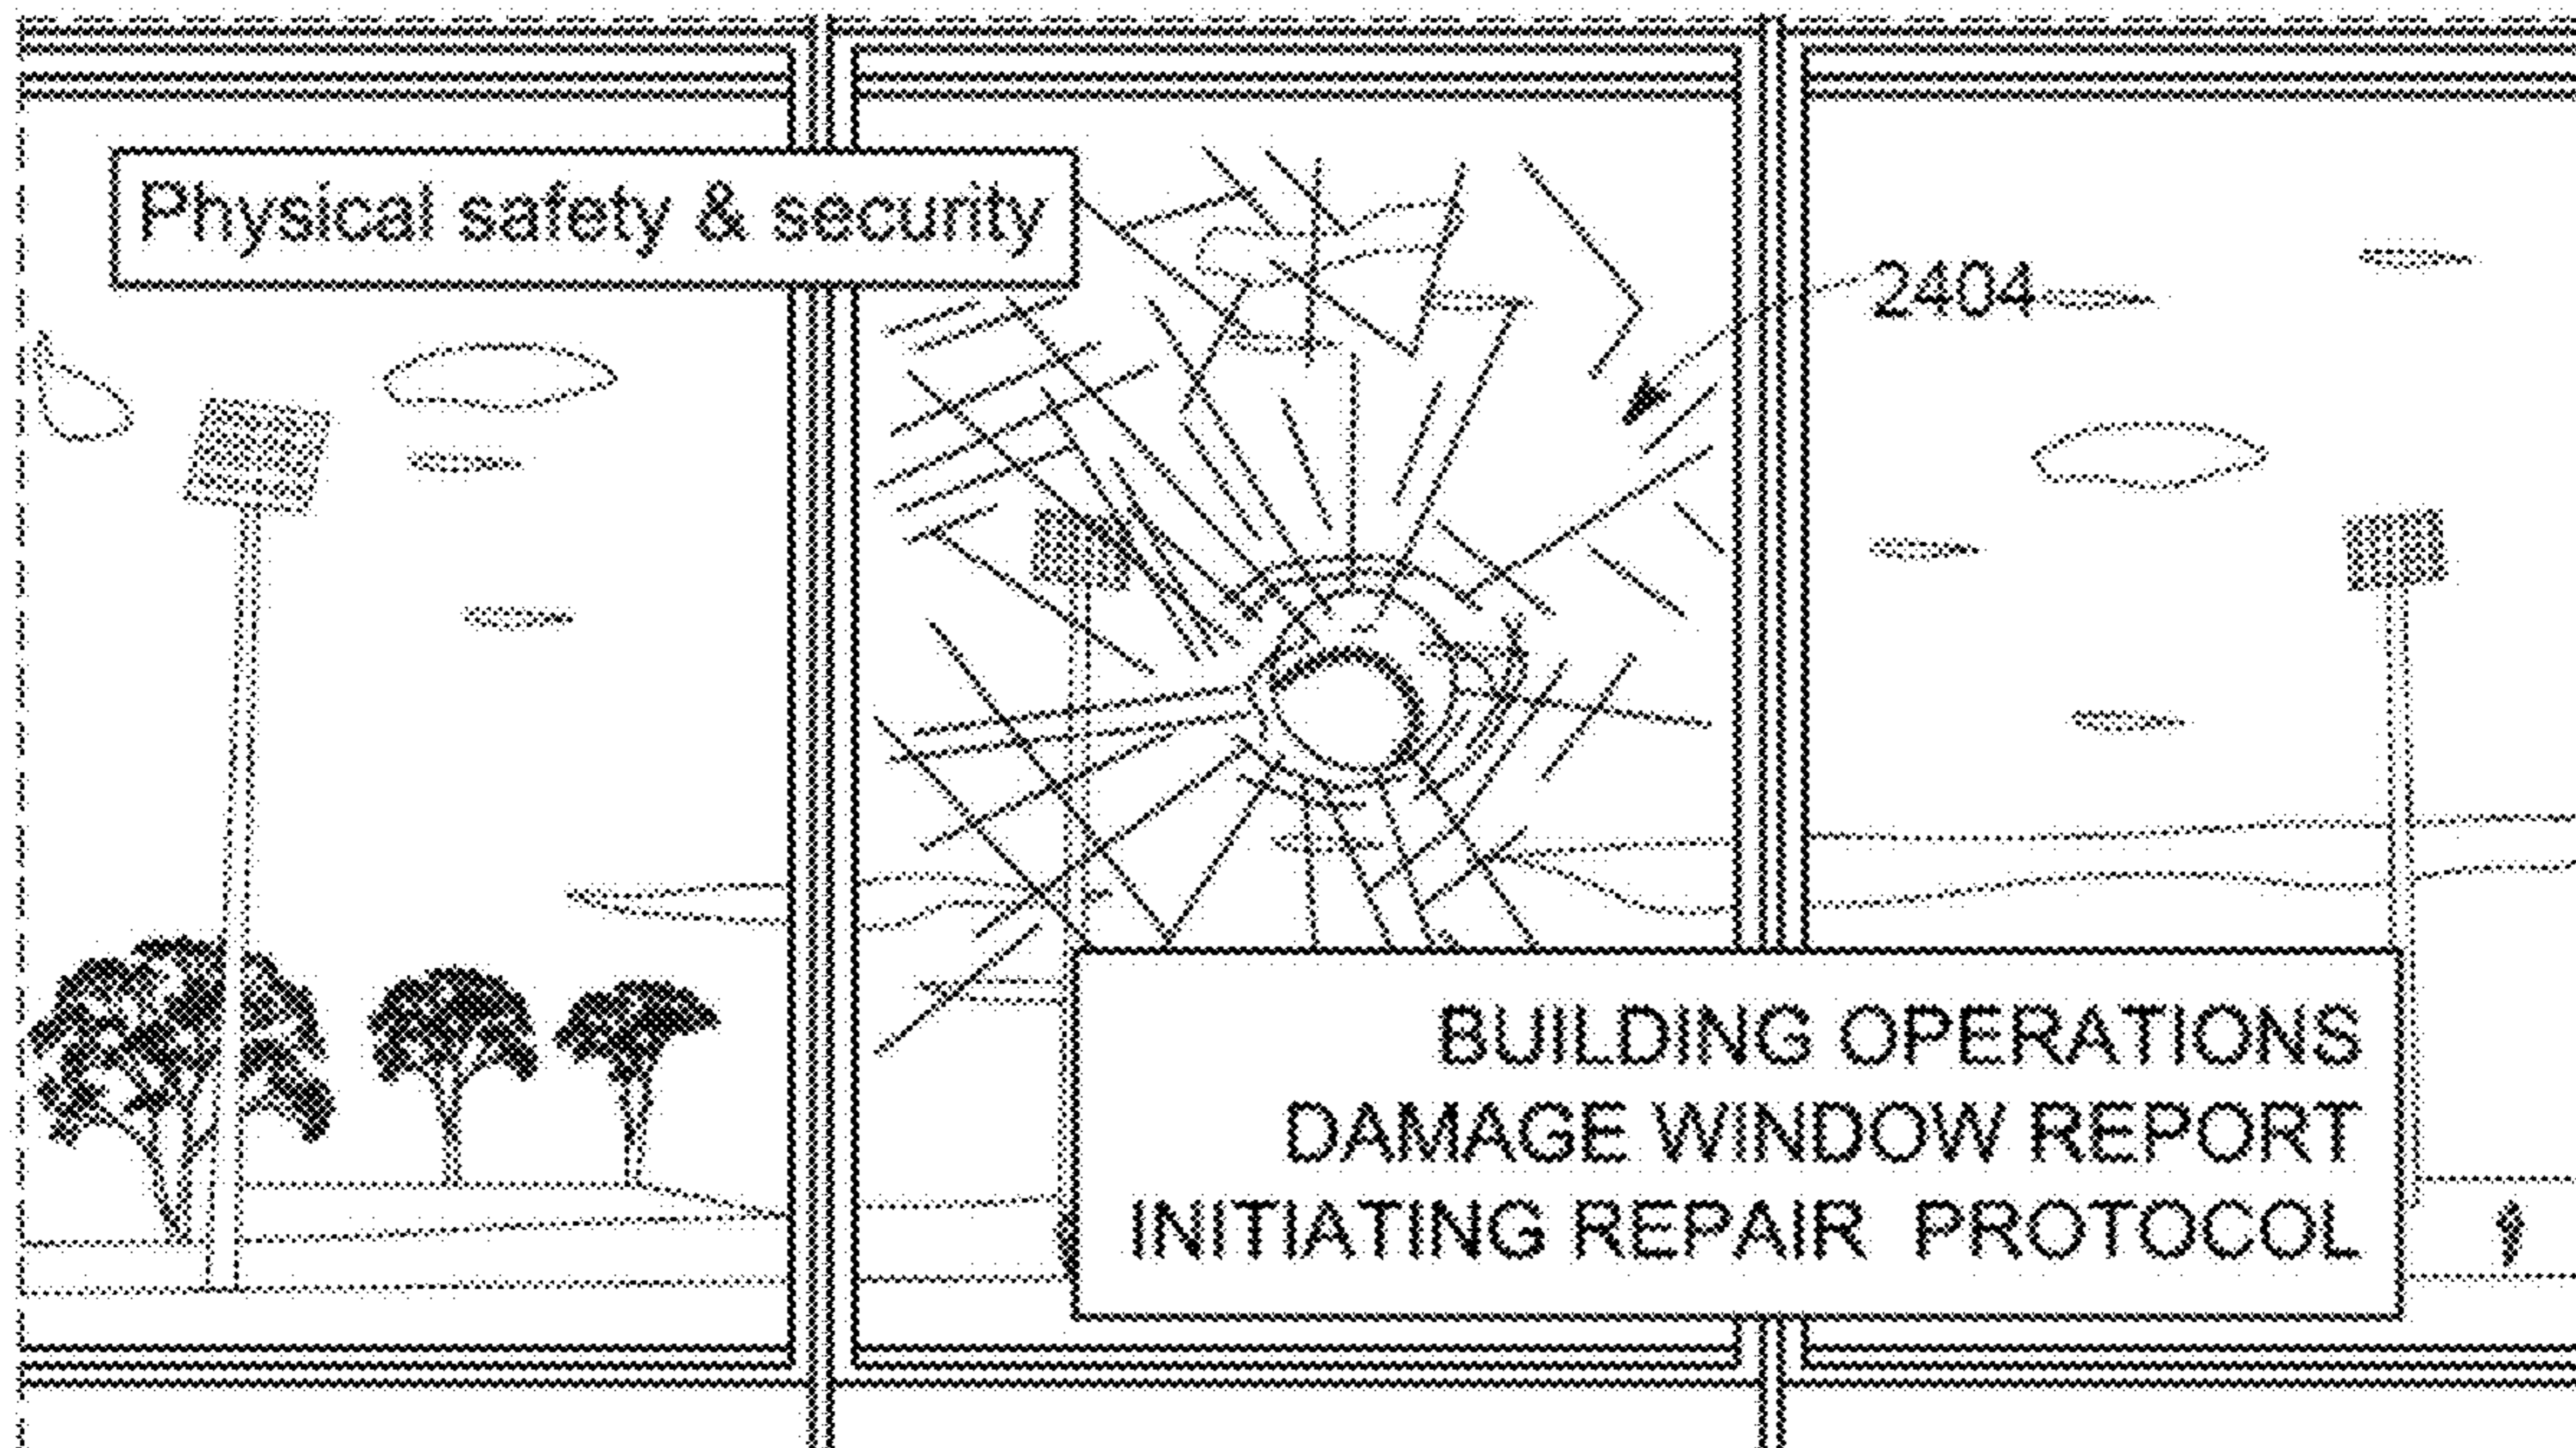 Physical safety & security
2404
BUILDING OPERATIONS
DAMAGE WINDOW REPORT
INITIATING REPAIR PROTOCOL